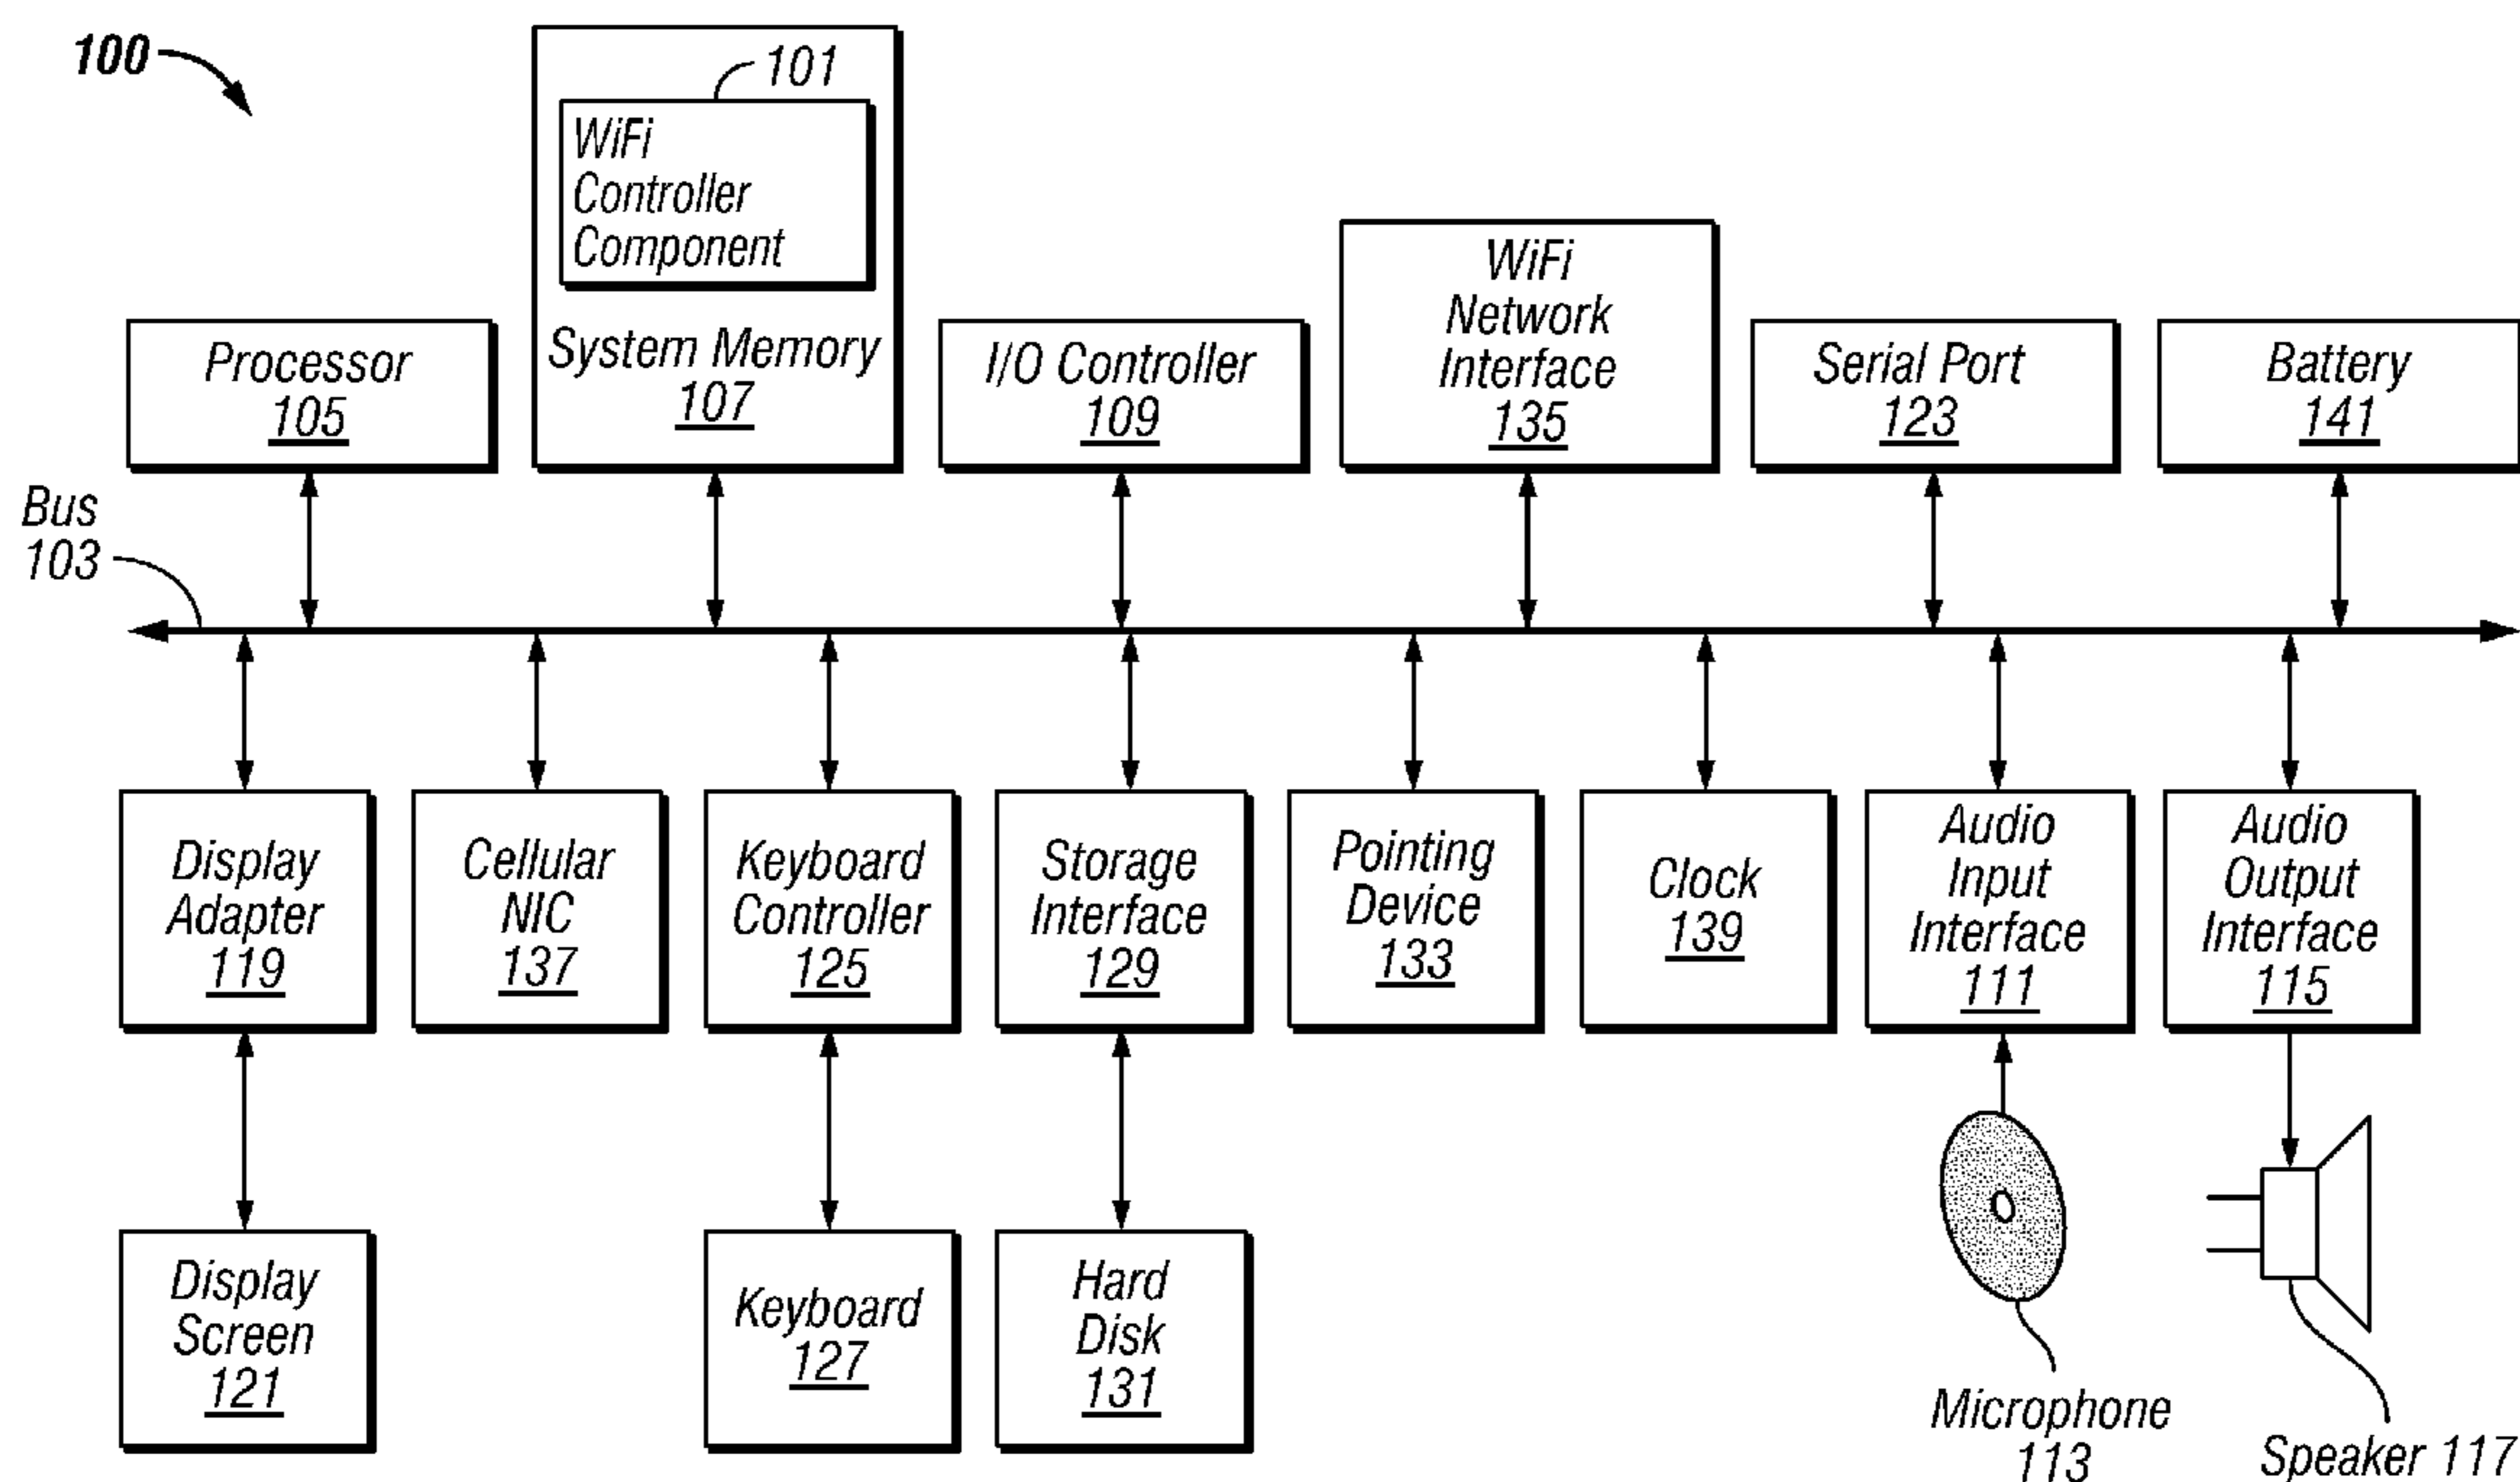 100
101
WiFi
Controller
Component
System Memory
107
Processor
105
I/O Controller
109
WiFi
Network
Interface
135
Serial Port
123
Battery
141
Bus
103
Display
Adapter
119
Cellular
NIC
137
Keyboard
Controller
125
Storage
Interface
129
Pointing
Device
133
Clock
139
Audio
Input
Interface
111
Audio
Output
Interface
115
Display
Screen
121
Keyboard
127
Hard
Disk
131
Microphone
113
Speaker 117